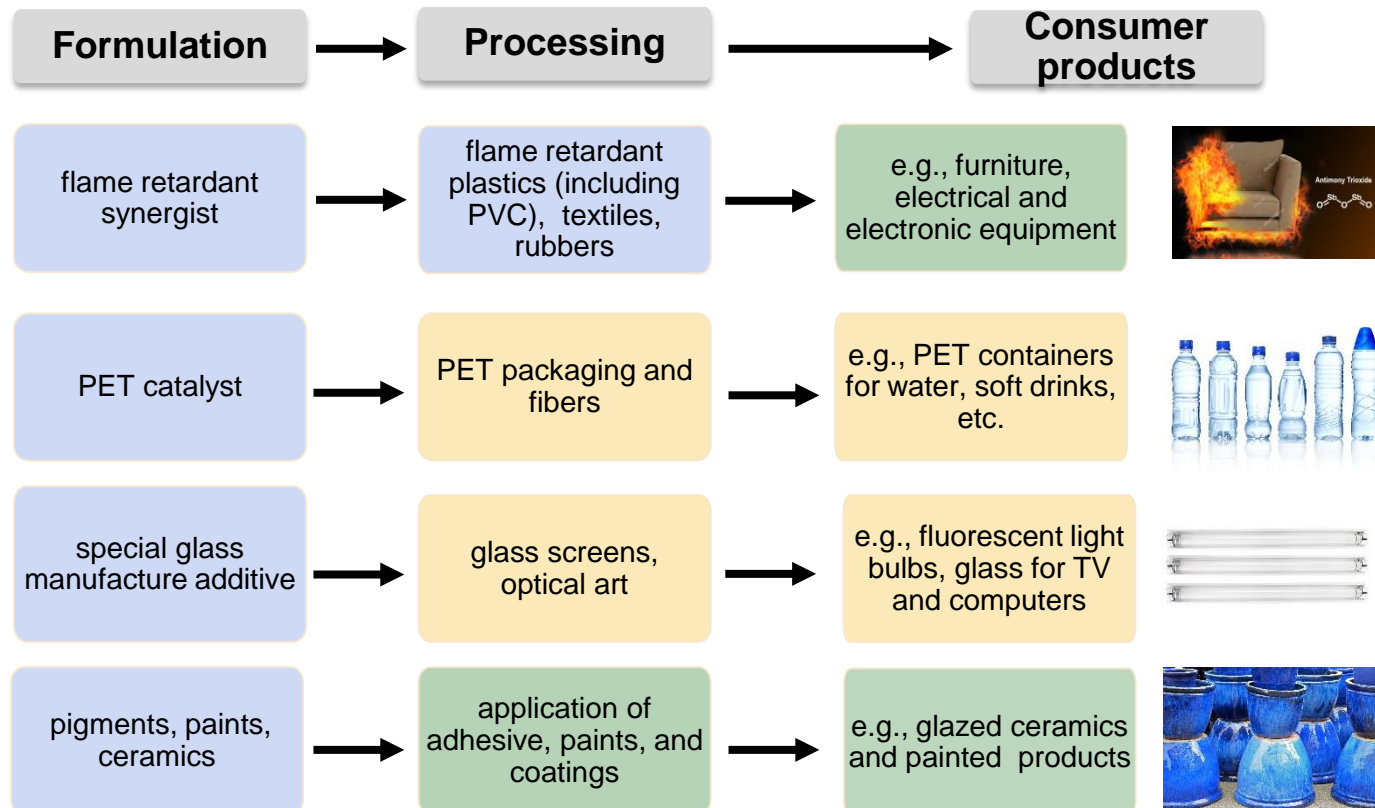 Formulation
Processing
Consumer
products
flame retardant
synergist
flame retardant
plastics (including
PVC), textiles,
rubbers
e.g., furniture,
electrical and
electronic equipment
Antimony Trioxide
Sb Sb
O O O
PET catalyst
PET packaging and
fibers
e.g., PET containers
for water, soft drinks,
etc.
special glass
manufacture additive
glass screens,
optical art
e.g., fluorescent light
bulbs, glass for TV
and computers
pigments, paints,
ceramics
application of
adhesive, paints, and
coatings
e.g., glazed ceramics
and painted products